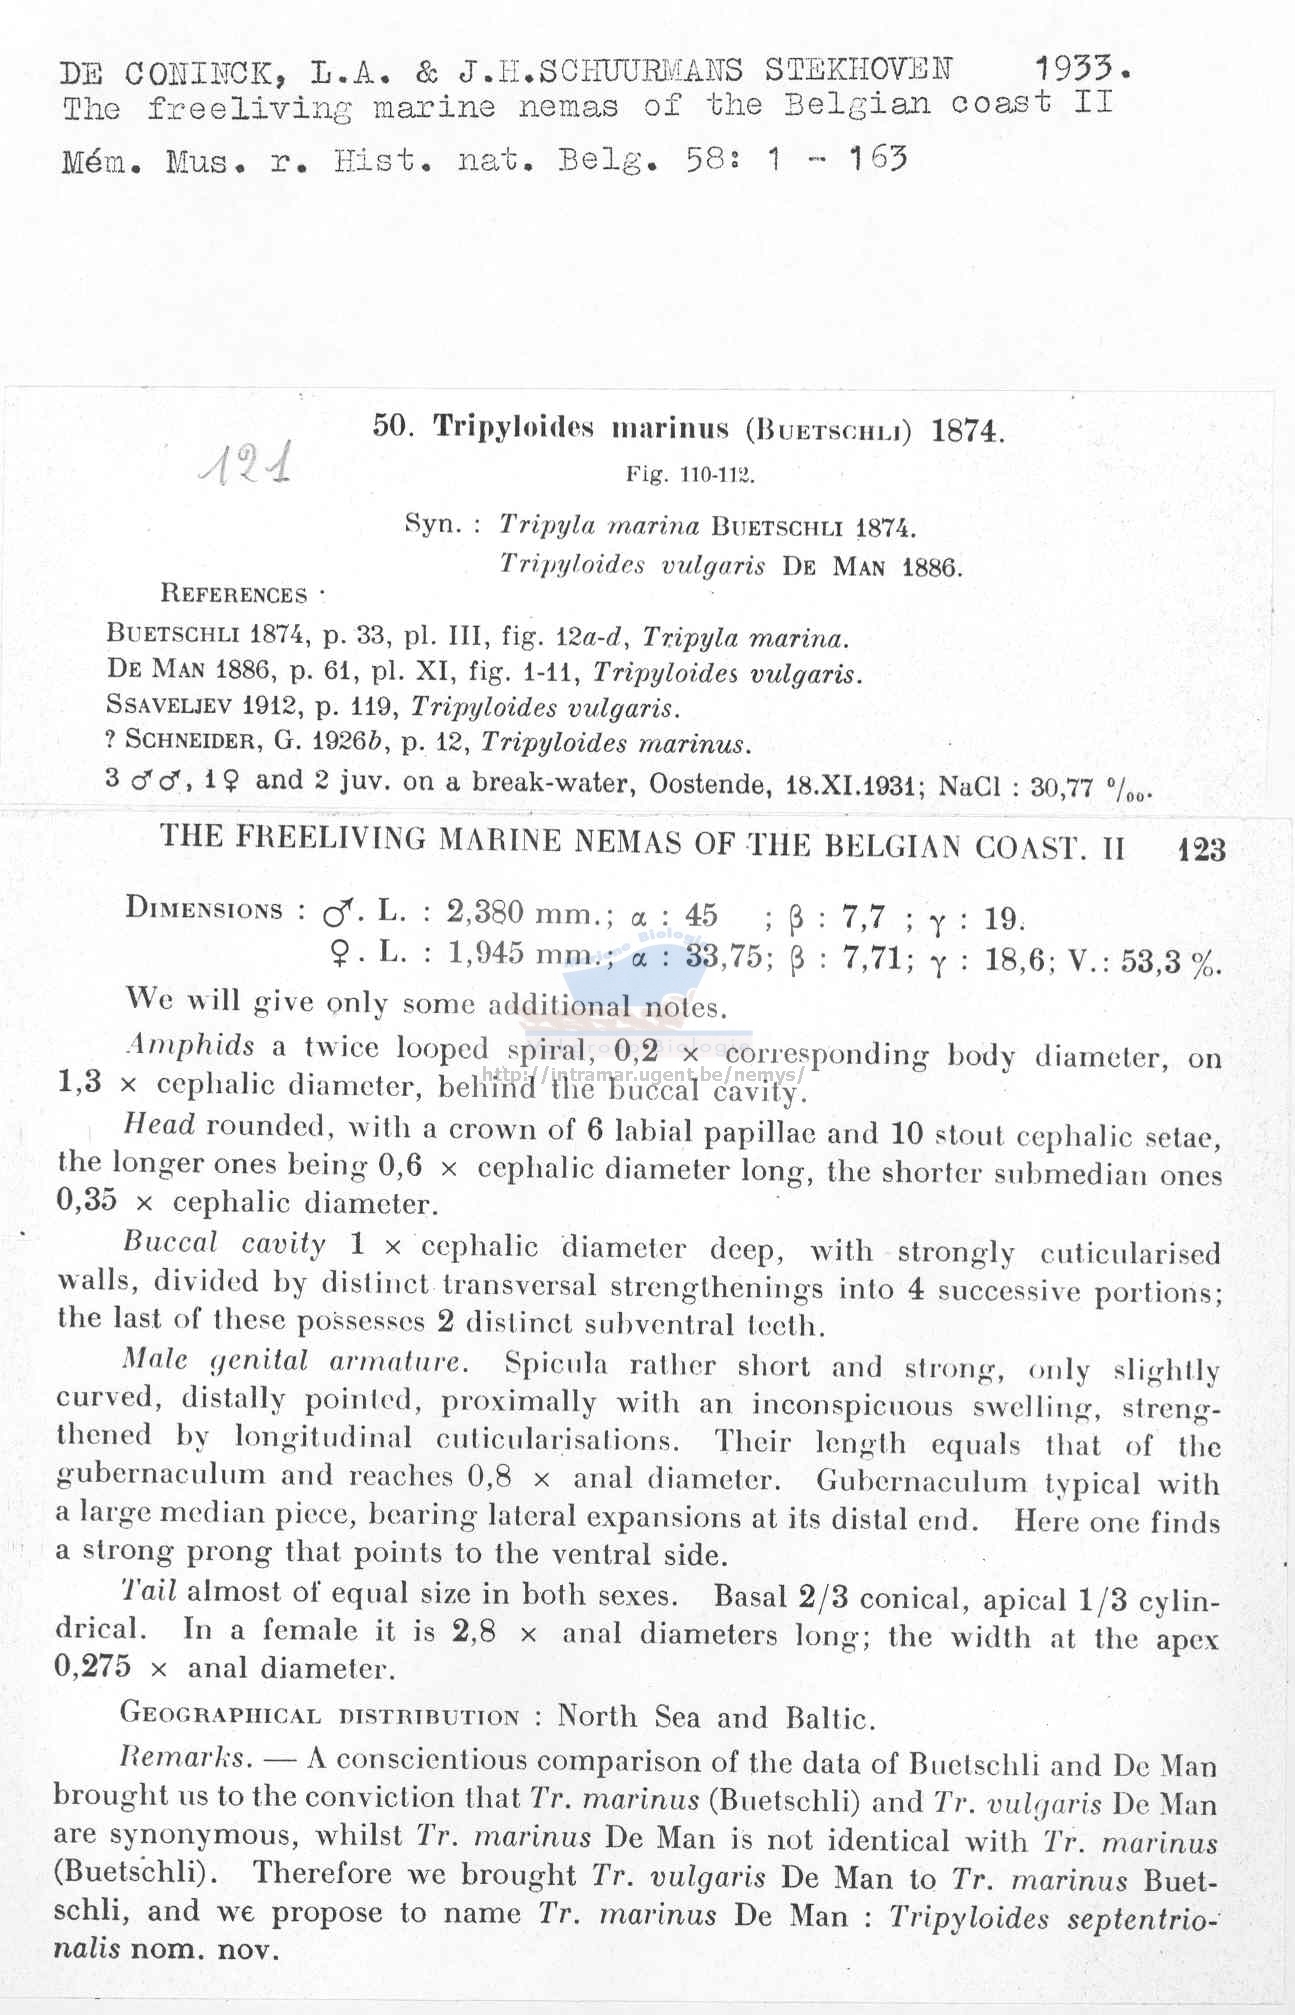 DE CONINCK, L.A. & J.H.SCHUURMANS STEKHOVEN 1933.
The freeliving marine nemas of the Belgian coast II
Mém. Mus. r. Hist. nat. Belg. 58: 1 - 163
50. Tripyloides marinus (BUETSCHLI) 1874.
121
Fig. 110-112.
Syn. : Tripyla marina BUETSCHLI 1874.
Tripyloides vulgaris DE MAN 1886.
REFERENCES :
BUETSCHLI 1874, p. 33, pl. III, fig. 12a-d, Tripyla marina.
DE MAN 1886, p. 61, pl. XI, fig. 1-11, Tripyloides vulgaris.
SSAVELJEV 1912, p. 119, Tripyloides vulgaris.
? SCHNEIDER, G. 1926b, p. 12, Tripyloides marinus.
3 ♂♂, 1♀ and 2 juv. on a break-water, Oostende, 18.XI.1931; NaCl : 30,77 ‰.
THE FREELIVING MARINE NEMAS OF THE BELGIAN COAST. II 123
DIMENSIONS : ♂. L. : 2,380 mm.; α : 45 ; β : 7,7 ; γ : 19.
♀. L. : 1,945 mm.; α : 33,75; β : 7,71; γ : 18,6; V.: 53,3 %.
We will give only some additional notes.
Amphids a twice looped spiral, 0,2 × corresponding body diameter, on
1,3 × cephalic diameter, behind the buccal cavity.
http://intramar.ugent.be/nemys/
Head rounded, with a crown of 6 labial papillae and 10 stout cephalic setae,
the longer ones being 0,6 × cephalic diameter long, the shorter submedian ones
0,35 × cephalic diameter.
Buccal cavity 1 × cephalic diameter deep, with strongly cuticularised
walls, divided by distinct transversal strengthenings into 4 successive portions;
the last of these possesses 2 distinct subventral teeth.
Male genital armature. Spicula rather short and strong, only slightly
curved, distally pointed, proximally with an inconspicuous swelling, streng-
thened by longitudinal cuticularisations. Their length equals that of the
gubernaculum and reaches 0,8 × anal diameter. Gubernaculum typical with
a large median piece, bearing lateral expansions at its distal end. Here one finds
a strong prong that points to the ventral side.
Tail almost of equal size in both sexes. Basal 2/3 conical, apical 1/3 cylin-
drical. In a female it is 2,8 × anal diameters long; the width at the apex
0,275 × anal diameter.
GEOGRAPHICAL DISTRIBUTION : North Sea and Baltic.
Remarks. — A conscientious comparison of the data of Buetschli and De Man
brought us to the conviction that Tr. marinus (Buetschli) and Tr. vulgaris De Man
are synonymous, whilst Tr. marinus De Man is not identical with Tr. marinus
(Buetschli). Therefore we brought Tr. vulgaris De Man to Tr. marinus Buet-
schli, and we propose to name Tr. marinus De Man : Tripyloides septentrio-
nalis nom. nov.